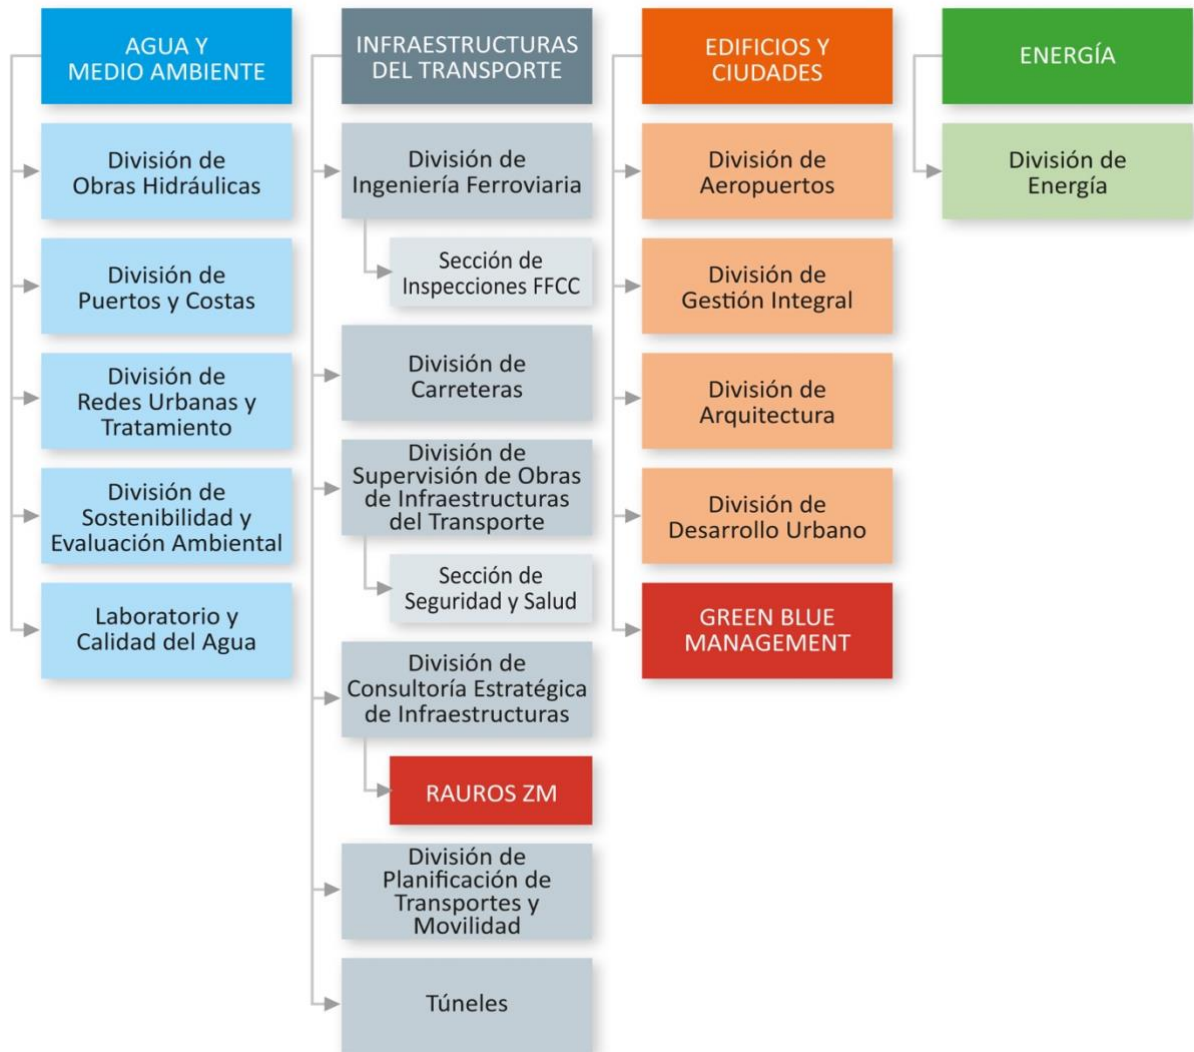 AGUA Y
MEDIO AMBIENTE
División de
Obras Hidráulicas
División de
Puertos y Costas
División de
Redes Urbanas y
Tratamiento
División de
Sostenibilidad y
Evaluación Ambiental
Laboratorio y
Calidad del Agua
INFRAESTRUCTURAS
DEL TRANSPORTE
División de
Ingeniería Ferroviaria
Sección de
Inspecciones FFCC
División de
Carreteras
División de
Supervisión de Obras
de Infraestructuras
del Transporte
Sección de
Seguridad y Salud
División de
Consultoría Estratégica
de Infraestructuras
RAUROS ZM
División de
Planificación de
Transportes y
Movilidad
Túneles
EDIFICIOS Y
CIUDADES
División de
Aeropuertos
División de
Gestión Integral
División de
Arquitectura
División de
Desarrollo Urbano
GREEN BLUE
MANAGEMENT
ENERGÍA
División de
Energía